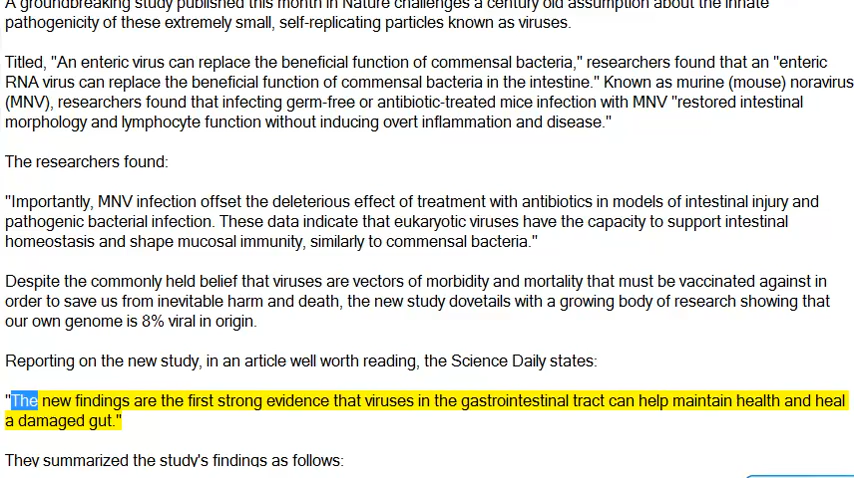 A groundbreaking study published this month in Nature challenges a century old assumption about the innate
pathogenicity of these extremely small, self-replicating particles known as viruses.
Titled, "An enteric virus can replace the beneficial function of commensal bacteria," researchers found that an "enteric
RNA virus can replace the beneficial function of commensal bacteria in the intestine." Known as murine (mouse) noravirus
(MNV), researchers found that infecting germ-free or antibiotic-treated mice infection with MNV "restored intestinal
morphology and lymphocyte function without inducing overt inflammation and disease."
The researchers found:
"Importantly, MNV infection offset the deleterious effect of treatment with antibiotics in models of intestinal injury and
pathogenic bacterial infection. These data indicate that eukaryotic viruses have the capacity to support intestinal
homeostasis and shape mucosal immunity, similarly to commensal bacteria."
Despite the commonly held belief that viruses are vectors of morbidity and mortality that must be vaccinated against in
order to save us from inevitable harm and death, the new study dovetails with a growing body of research showing that
our own genome is 8% viral in origin.
Reporting on the new study, in an article well worth reading, the Science Daily states:
"The new findings are the first strong evidence that viruses in the gastrointestinal tract can help maintain health and heal
a damaged gut."
They summarized the study's findings as follows: